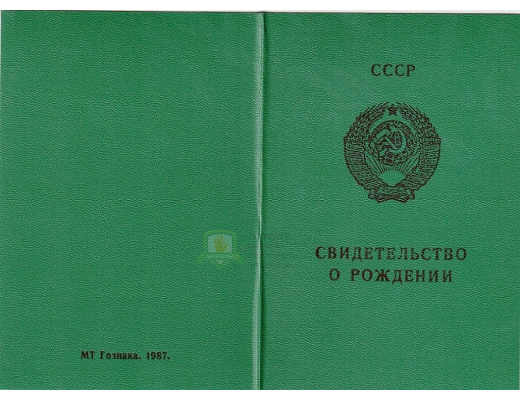 СССР
СВИДЕТЕЛЬСТВО
О РОЖДЕНИИ
МТ Гознака. 1987.